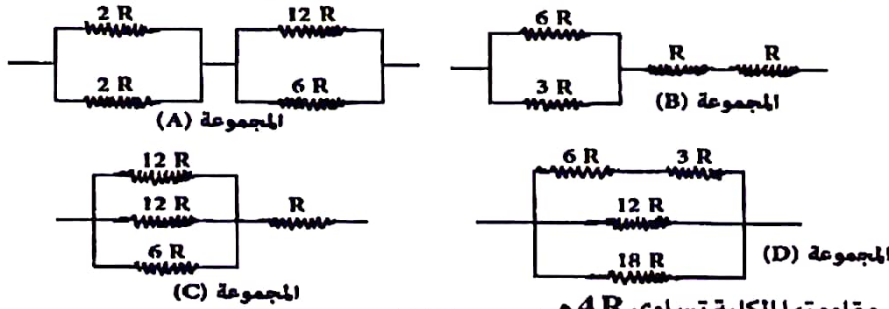 2 R 12 R 6 R
2 R 6 R 3 R R R
المجموعة (A) المجموعة (B)
12 R 6 R 3 R
12 R R 12 R
6 R 18 R
المجموعة (C) المجموعة (D)
4 R